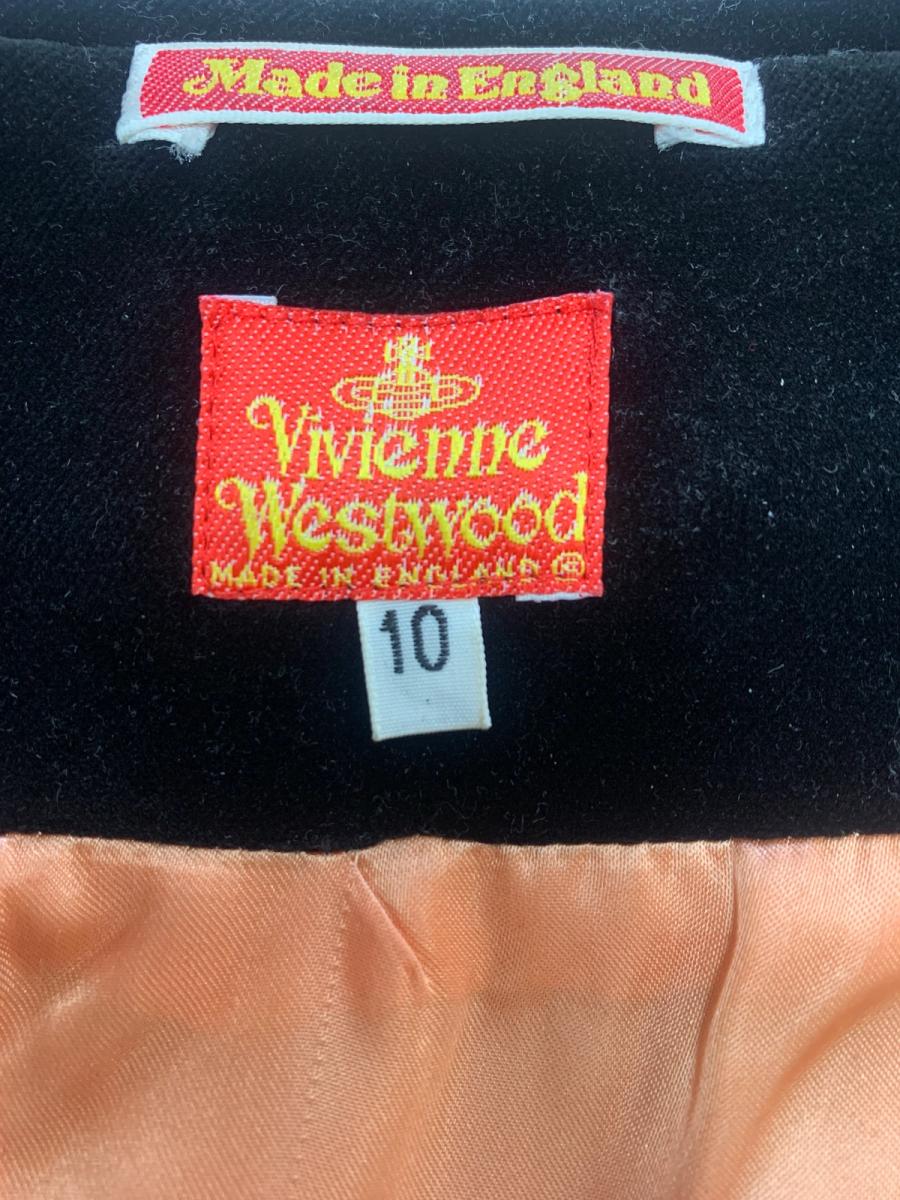 Made in England
Vivienne
Westwood
MADE IN ENGLAND ®
10